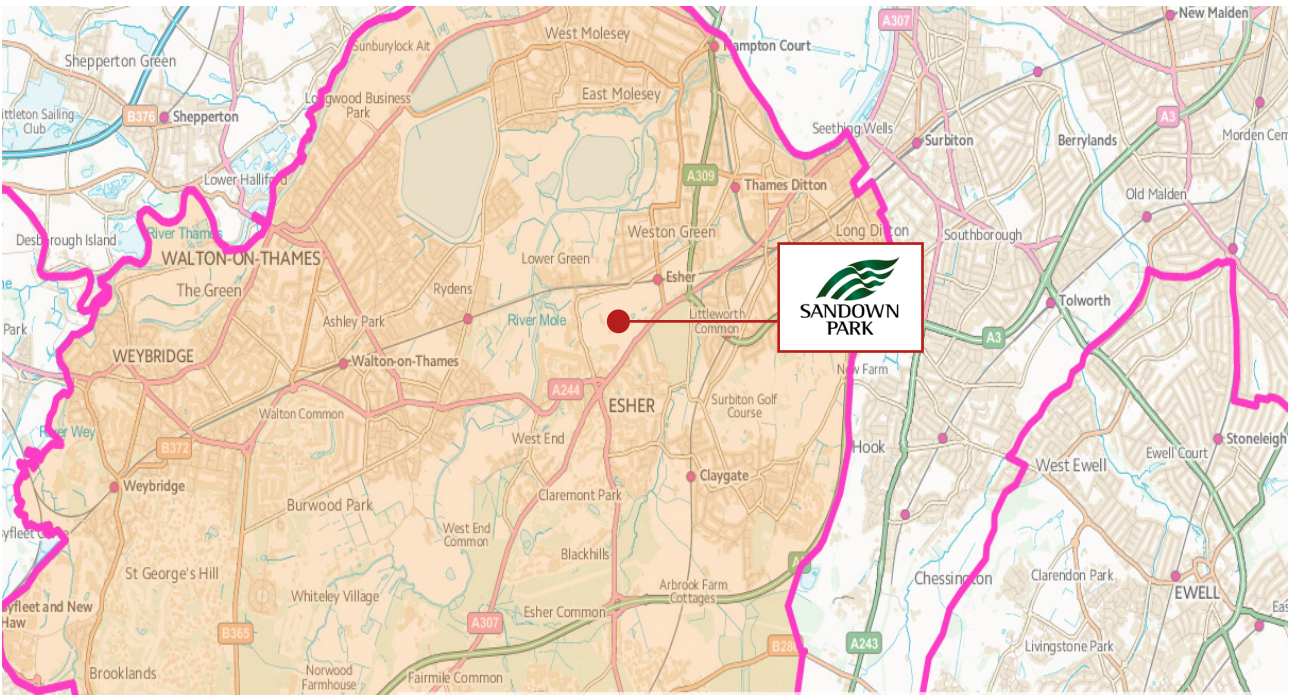 New Malden
A307
West Molesey
Hampton Court
Sunburylock Ait
Shepperton Green
East Molesey
Longwood Business
Park
A3
B376
Shepperton
Sailing
Club
Seething Wells
Surbiton
Berrylands
Morden Cem
A309
Lower Halliford
Thames Ditton
Old Malden
Desborough Island
River Thames
Weston Green
Long Ditton
Southborough
WALTON-ON-THAMES
Lower Green
The Green
Esher
Rydens
Tolworth
SANDOWN
PARK
Park
Ashley Park
River Mole
Littleworth
Common
A3
WEYBRIDGE
Walton-on-Thames
New Farm
A244
ESHER
Surbiton Golf
Course
Walton Common
River Wey
B372
West End
Hook
Stoneleigh
Ewell Court
West Ewell
Claygate
Weybridge
Claremont Park
Burwood Park
West End
Common
Blackhills
St George's Hill
Chessington
Clarendon Park
Arbrook Farm
Cottages
EWELL
Whiteley Village
Esher Common
yfleet and New
Haw
A307
B365
A243
Livingstone Park
Brooklands
Norwood
Farmhouse
Fairmile Common